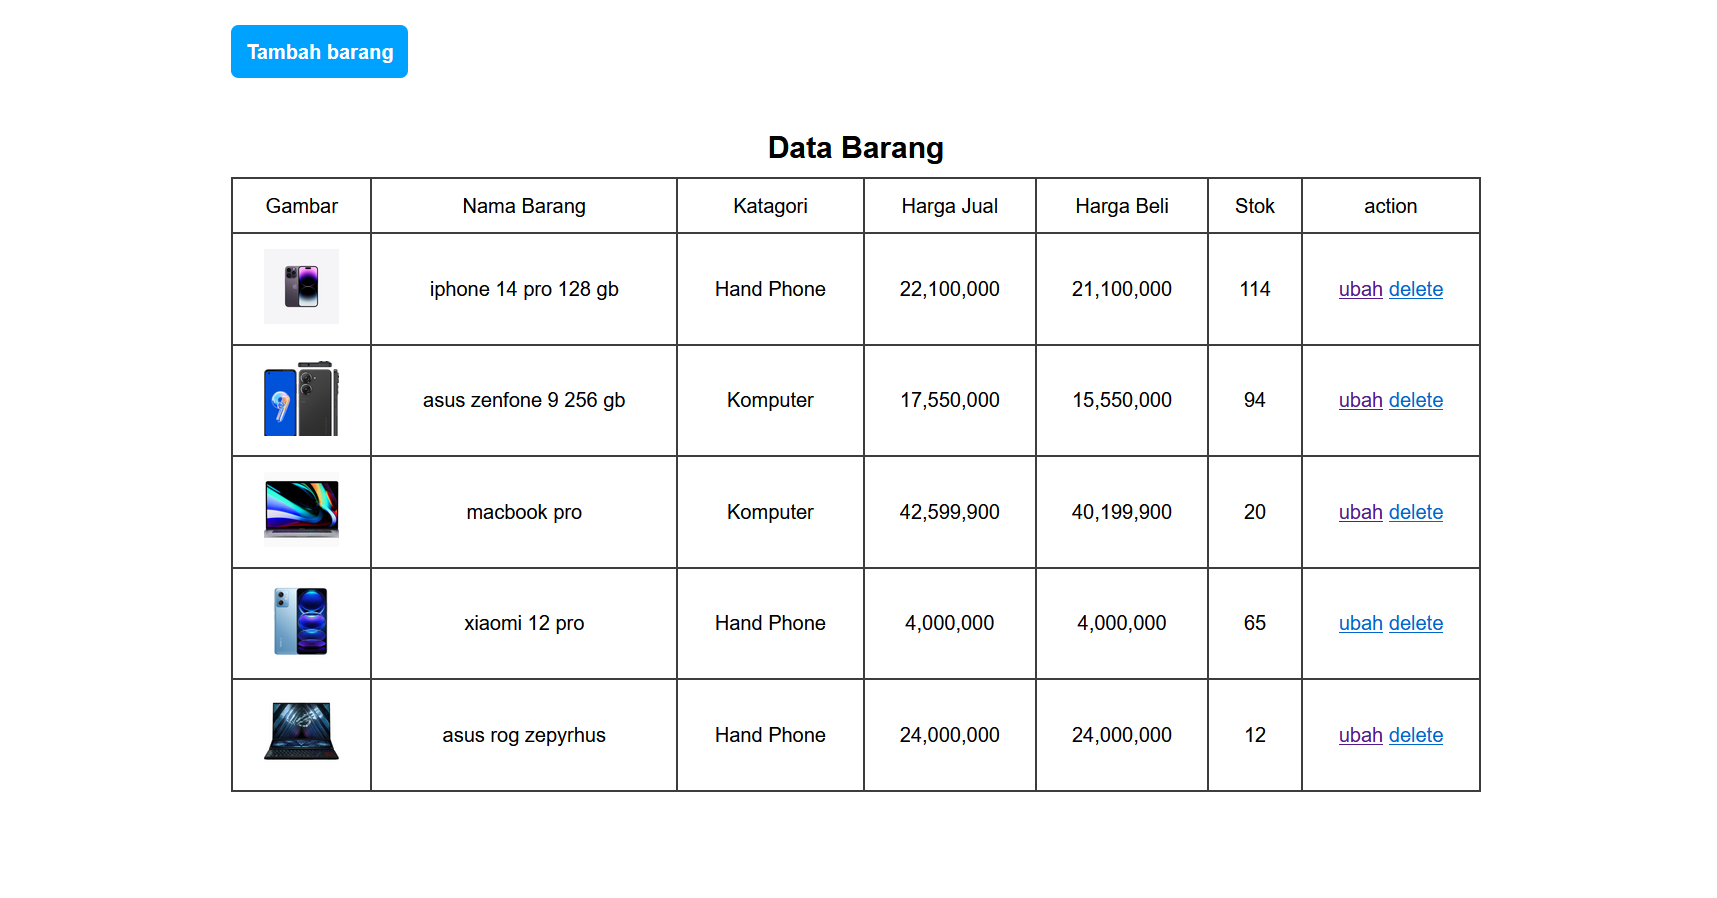 Tambah barang
Data Barang
Gambar Nama Barang Katagori Harga Jual Harga Beli Stok action
iphone 14 pro 128 gb Hand Phone 22,100,000 21,100,000 114 ubah delete
9
asus zenfone 9 256 gb Komputer 17,550,000 15,550,000 94 ubah delete
macbook pro Komputer 42,599,900 40,199,900 20 ubah delete
xiaomi 12 pro Hand Phone 4,000,000 4,000,000 65 ubah delete
asus rog zepyrhus Hand Phone 24,000,000 24,000,000 12 ubah delete